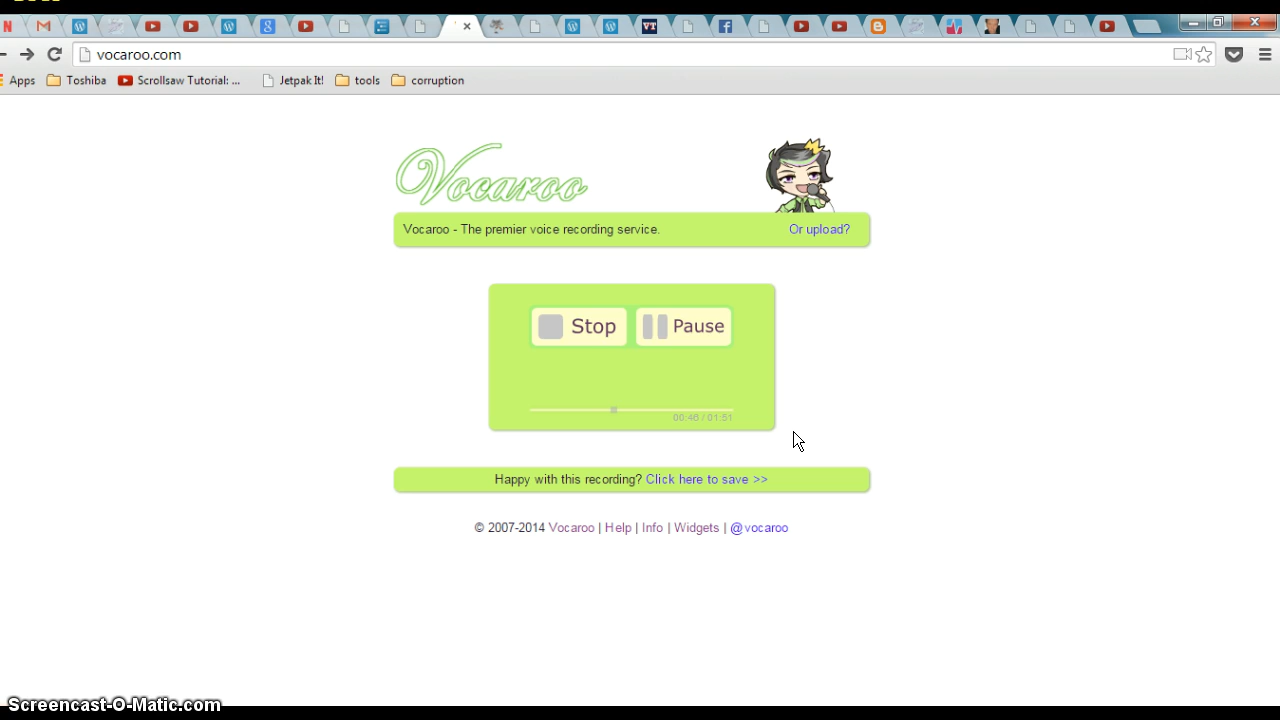 vocaroo.com
Apps Toshiba Scrollsaw Tutorial: ... Jetpak It! tools corruption
Vocaroo
Vocaroo - The premier voice recording service. Or upload?
Stop Pause
00:46 / 01:51
Happy with this recording? Click here to save >>
© 2007-2014 Vocaroo | Help | Info | Widgets | @vocaroo
Screencast-O-Matic.com